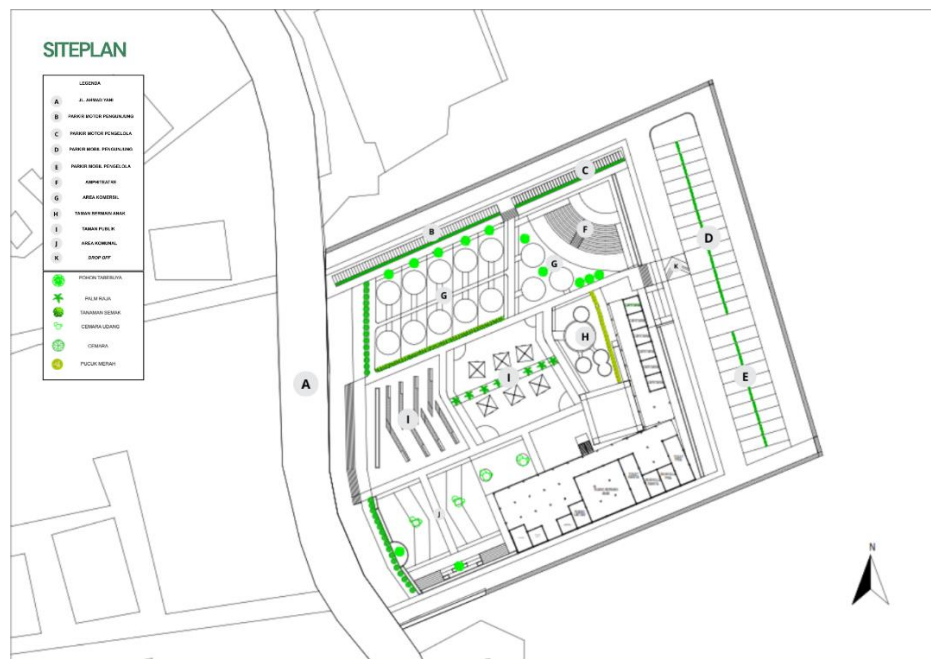 SITEPLAN
LEGENDA
A JL. AHMAD YANI
B PARKIR MOTOR PENGUNJUNG
C PARKIR MOTOR PENGELOLA
D PARKIR MOBIL PENGUNJUNG
E PARKIR MOBIL PENGELOLA
F AMPHITEATER
G AREA KOMERSIL
H TAMAN BERMAIN ANAK
I TAMAN PUBLIK
J AREA KOMUNAL
K DROP OFF
POHON TABEBUYA
PALM RAJA
TANAMAN SEMAK
CEMARA UDANG
CEMARA
PUCUK MERAH
C
B
F
D
G
K
G
H
A
I
E
I
J
N